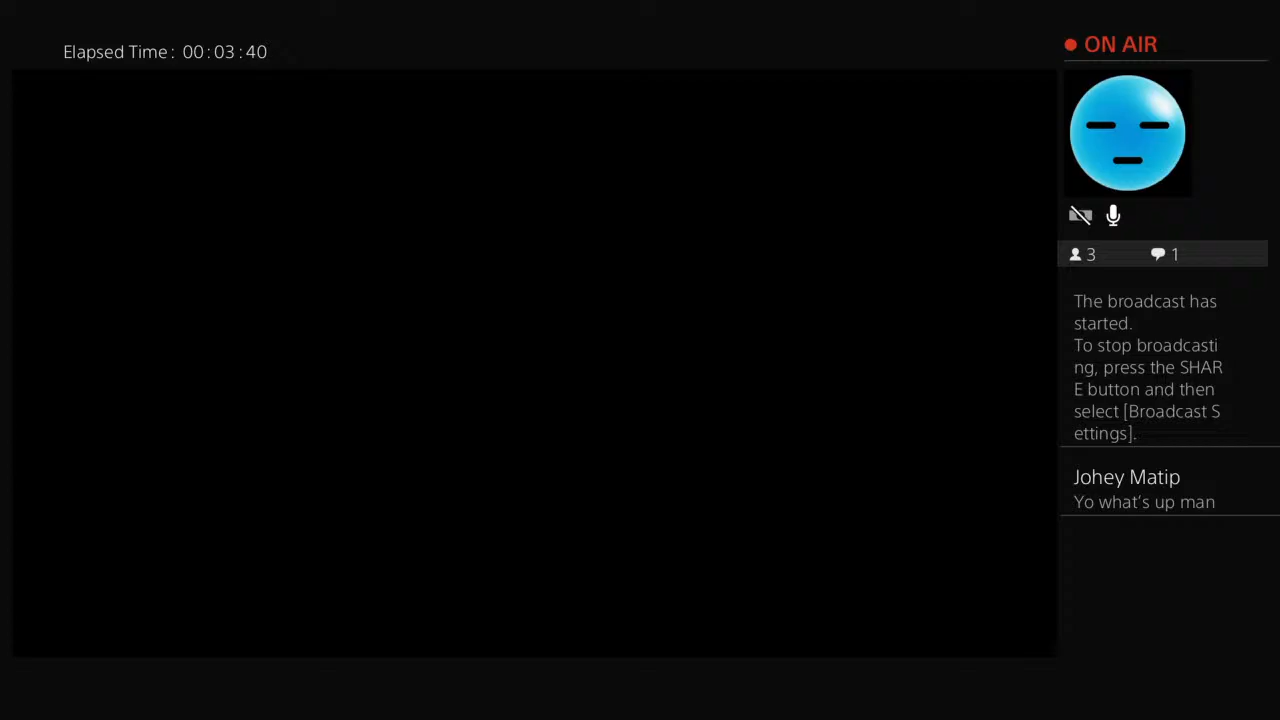 Elapsed Time: 00:03:40
ON AIR
3 1
The broadcast has
started.
To stop broadcasti
ng, press the SHAR
E button and then
select [Broadcast S
ettings].
Johey Matip
Yo what's up man